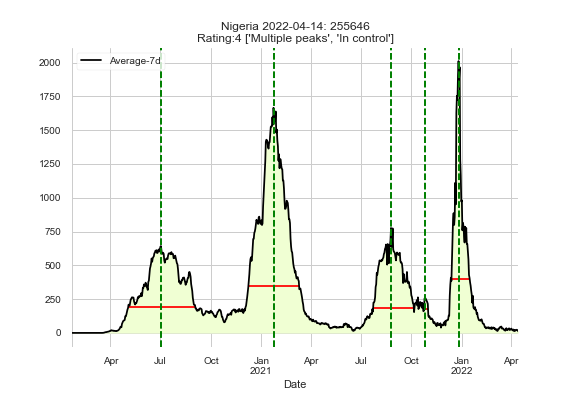 Nigeria 2022-04-14: 255646
Rating:4 ['Multiple peaks', 'In control']
Average-7d
2000
1750
1500
1250
1000
750
500
250
0
Apr Jul Oct Jan Apr Jul Oct Jan Apr
2021 2022
Date